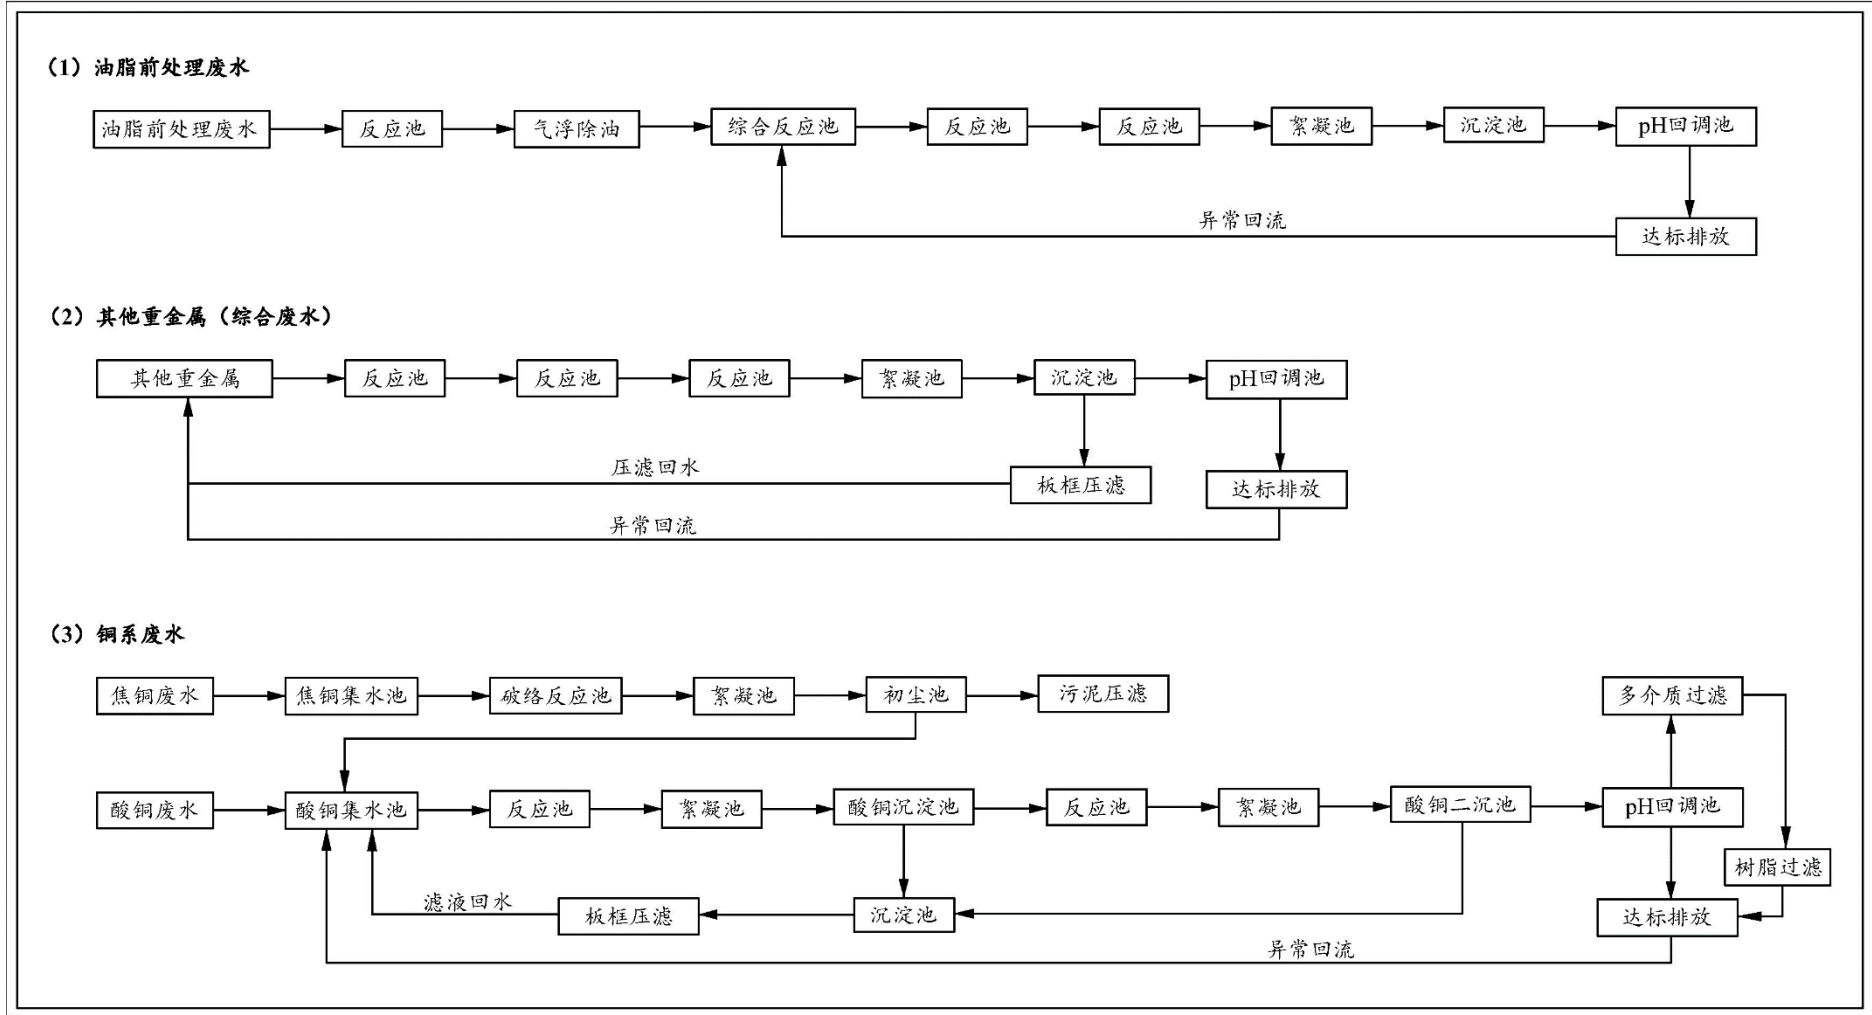 (1) 油脂前处理废水
油脂前处理废水 反应池 气浮除油 综合反应池 反应池 反应池 絮凝池 沉淀池 pH回调池
异常回流 达标排放
(2) 其他重金属(综合废水)
其他重金属 反应池 反应池 反应池 絮凝池 沉淀池 pH回调池
压滤回水 板框压滤 达标排放
异常回流
(3) 铜系废水
焦铜废水 焦铜集水池 破络反应池 絮凝池 初尘池 污泥压滤 多介质过滤
酸铜废水 酸铜集水池 反应池 絮凝池 酸铜沉淀池 反应池 絮凝池 酸铜二沉池 pH回调池
树脂过滤
滤液回水 板框压滤 沉淀池 达标排放
异常回流